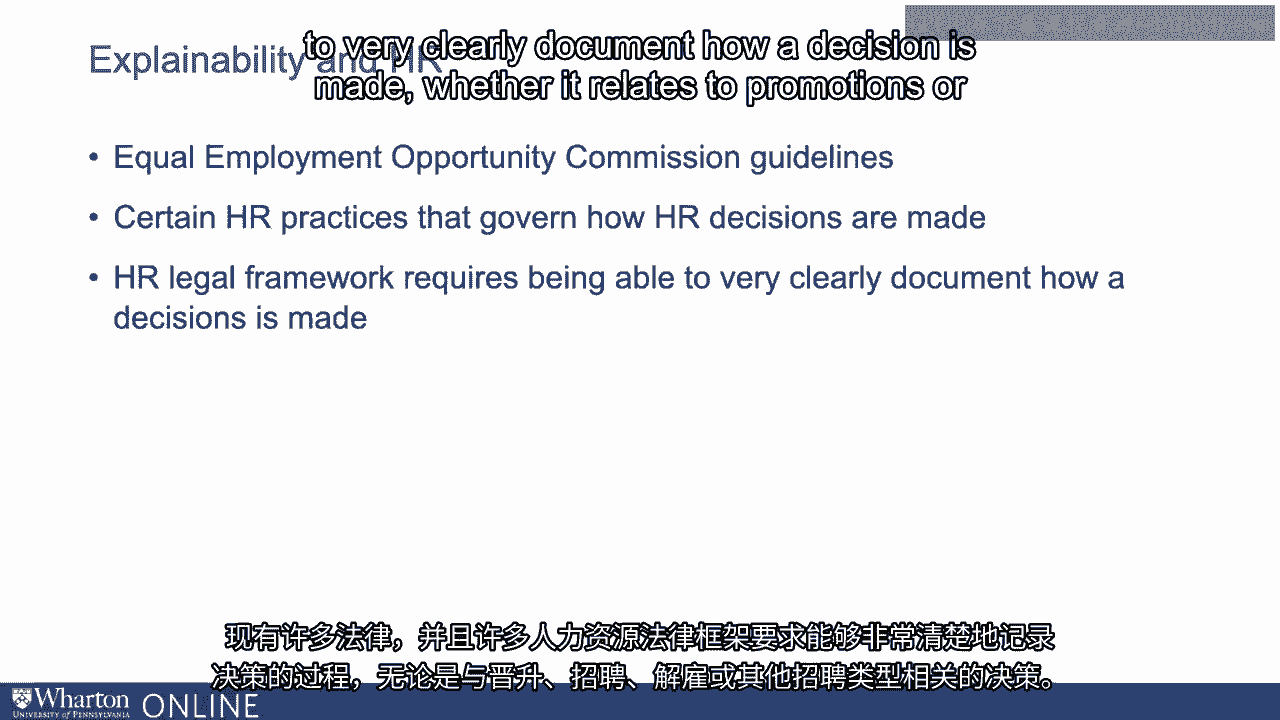 to very clearly document how a decision is
made, whether it relates to promotions or
Explainability and HR
• Equal Employment Opportunity Commission guidelines
• Certain HR practices that govern how HR decisions are made
• HR legal framework requires being able to very clearly document how a
decisions is made
现有许多法律，并且许多人力资源法律框架要求能够非常清楚地记录
决策的过程，无论是与晋升、招聘、解雇或其他招聘类型相关的决策。
Wharton
UNIVERSITY of PENNSYLVANIA
ONLINE